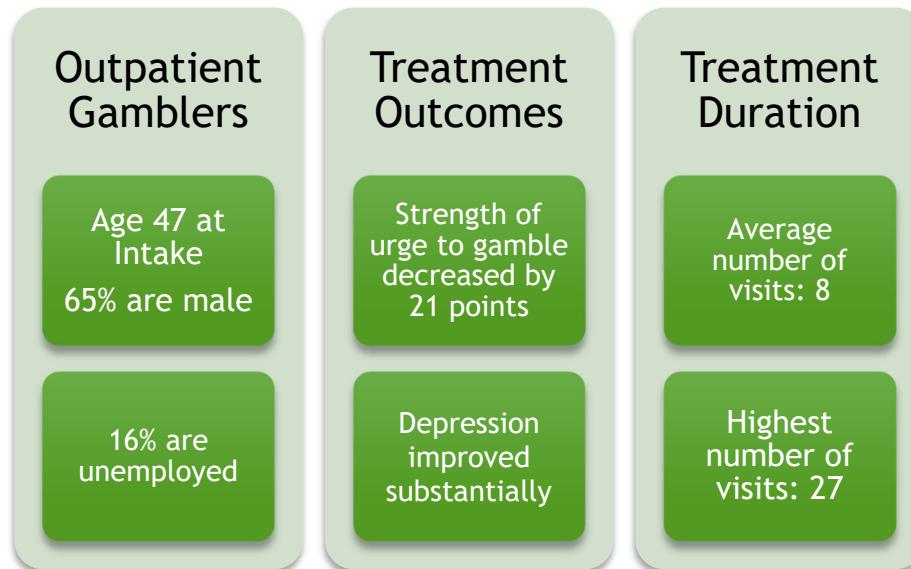 Outpatient
Gamblers
Age 47 at
Intake
65% are male
16% are
unemployed
Treatment
Outcomes
Strength of
urge to gamble
decreased by
21 points
Depression
improved
substantially
Treatment
Duration
Average
number of
visits: 8
Highest
number of
visits: 27